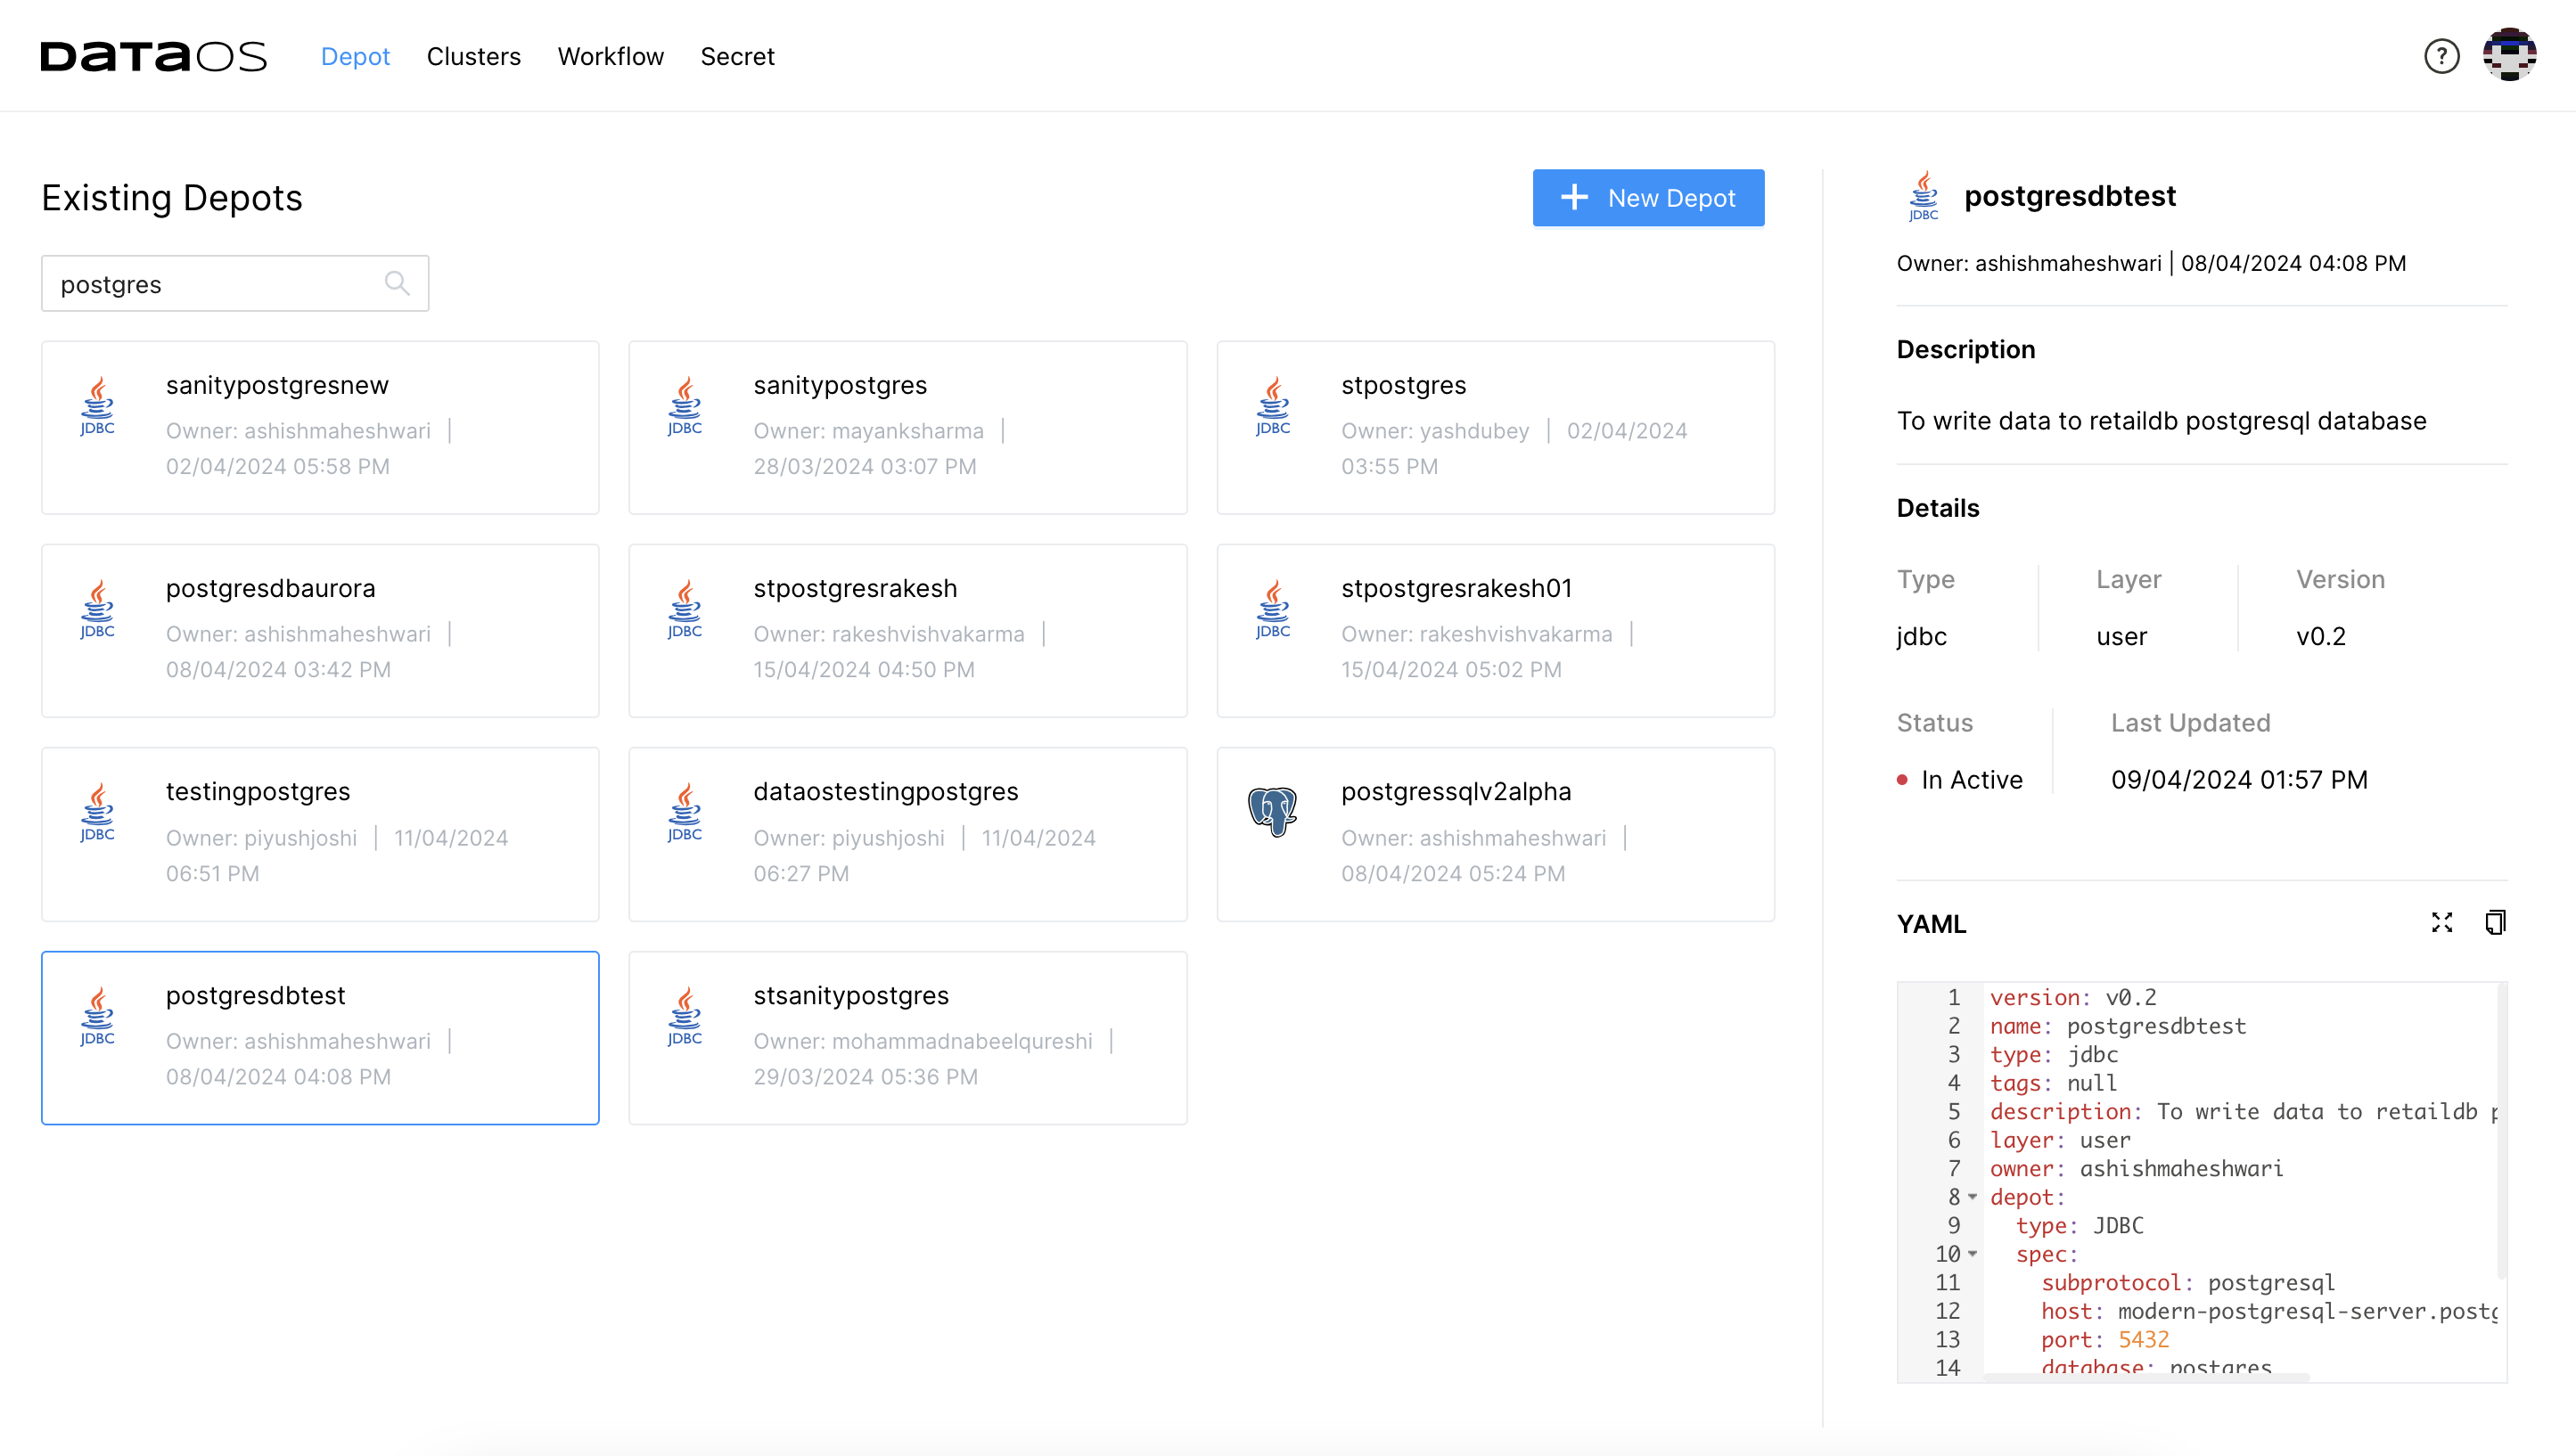 DATAOS Depot Clusters Workflow Secret ?
Existing Depots
+ New Depot
postgres
JDBC
sanitypostgresnew
Owner: ashishmaheshwari |
02/04/2024 05:58 PM
JDBC
sanitypostgres
Owner: mayanksharma |
28/03/2024 03:07 PM
JDBC
stpostgres
Owner: yashdubey | 02/04/2024
03:55 PM
JDBC
postgresdbaurora
Owner: ashishmaheshwari |
08/04/2024 03:42 PM
JDBC
stpostgresrakesh
Owner: rakeshvishvakarma |
15/04/2024 04:50 PM
JDBC
stpostgresrakesh01
Owner: rakeshvishvakarma |
15/04/2024 05:02 PM
JDBC
testingpostgres
Owner: piyushjoshi | 11/04/2024
06:51 PM
JDBC
dataostestingpostgres
Owner: piyushjoshi | 11/04/2024
06:27 PM
postgressqlv2alpha
Owner: ashishmaheshwari |
08/04/2024 05:24 PM
JDBC
postgresdbtest
Owner: ashishmaheshwari |
08/04/2024 04:08 PM
JDBC
stsanitypostgres
Owner: mohammadnabeelqureshi |
29/03/2024 05:36 PM
JDBC
postgresdbtest
Owner: ashishmaheshwari | 08/04/2024 04:08 PM
Description
To write data to retaildb postgresql database
Details
Type Layer Version
jdbc user v0.2
Status Last Updated
In Active 09/04/2024 01:57 PM
YAML
1 version: v0.2
2 name: postgresdbtest
3 type: jdbc
4 tags: null
5 description: To write data to retaildb p
6 layer: user
7 owner: ashishmaheshwari
8 depot:
9 type: JDBC
10 spec:
11 subprotocol: postgresql
12 host: modern-postgresql-server.postg
13 port: 5432
14 database: postgres